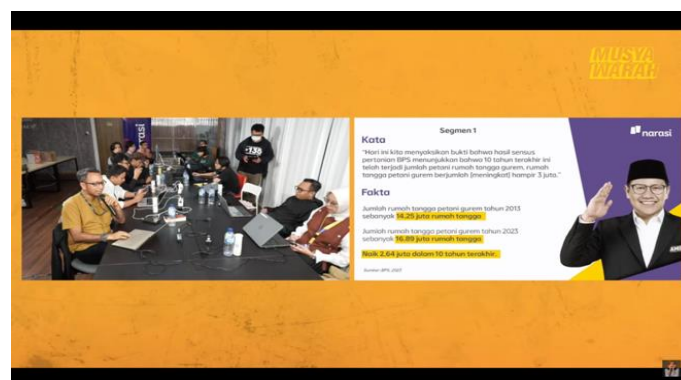 MUSYA
WARAH
narasi
Segmen 1
narasi
Kata
"Hari ini kita menyaksikan bukti bahwa hasil sensus
pertanian BPS menunjukkan bahwa 10 tahun terakhir ini
telah terjadi jumlah petani rumah tangga gurem, rumah
tangga petani gurem berjumlah [meningkat] hampir 3 juta."
Fakta
Jumlah rumah tangga petani gurem tahun 2013
sebanyak 14,25 juta rumah tangga
Jumlah rumah tangga petani gurem tahun 2023
sebanyak 16,89 juta rumah tangga
Naik 2,64 juta dalam 10 tahun terakhir.
Sumber: BPS, 2023